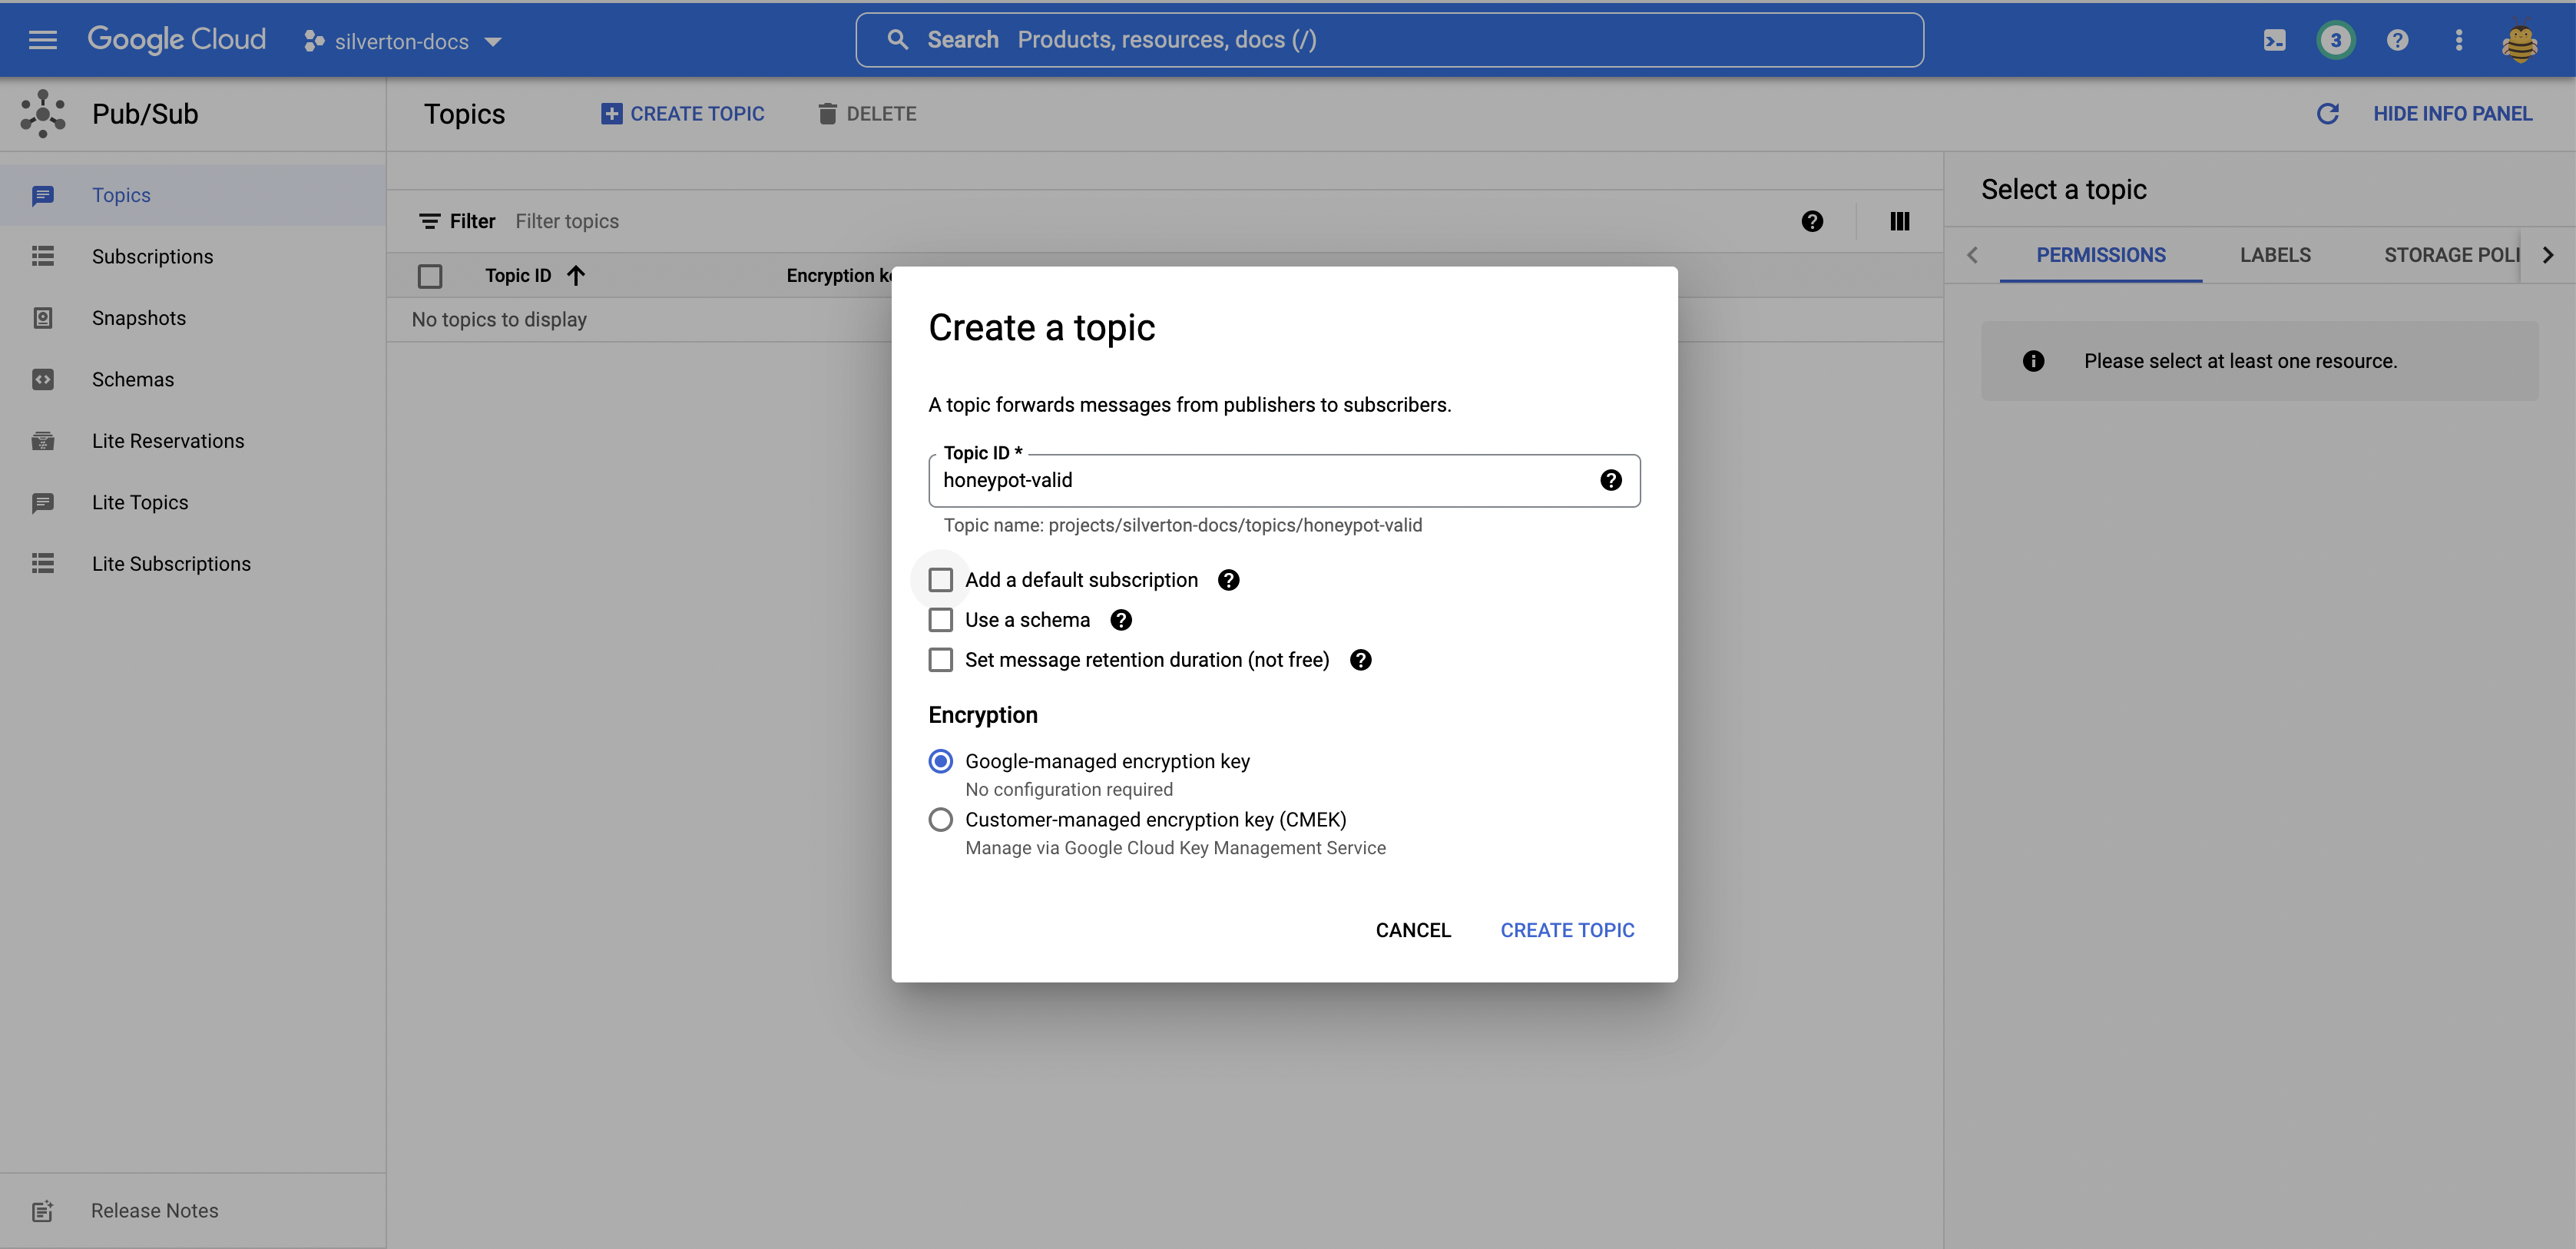 Google Cloud silverton-docs Search Products, resources, docs (/) 3
Pub/Sub
Topics CREATE TOPIC DELETE HIDE INFO PANEL
Topics
Subscriptions
Snapshots
Schemas
Lite Reservations
Lite Topics
Lite Subscriptions
Release Notes
Filter Filter topics
Topic ID Encryption
No topics to display
Create a topic
A topic forwards messages from publishers to subscribers.
Topic ID *
honeypot-valid
Topic name: projects/silverton-docs/topics/honeypot-valid
Add a default subscription
Use a schema
Set message retention duration (not free)
Encryption
Google-managed encryption key
No configuration required
Customer-managed encryption key (CMEK)
Manage via Google Cloud Key Management Service
CANCEL CREATE TOPIC
Select a topic
PERMISSIONS LABELS STORAGE POLI
Please select at least one resource.